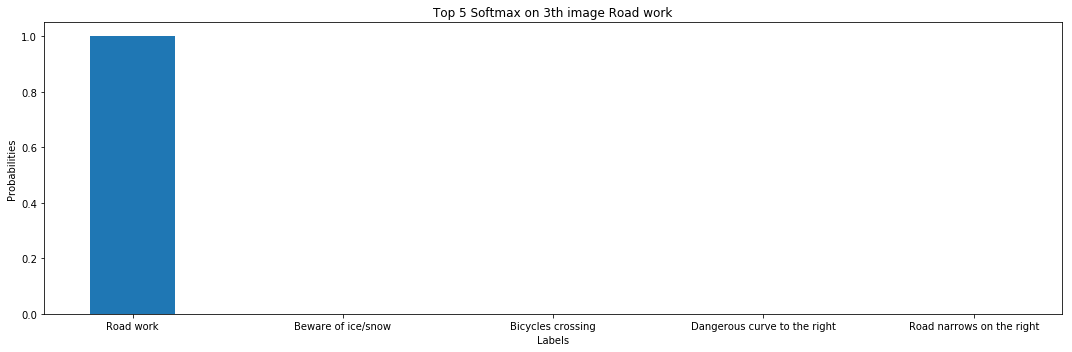 Top 5 Softmax on 3th image Road work
1.0
0.8
0.6
0.4
0.2
0.0
Probabilities
Road work Beware of ice/snow Bicycles crossing Dangerous curve to the right Road narrows on the right
Labels